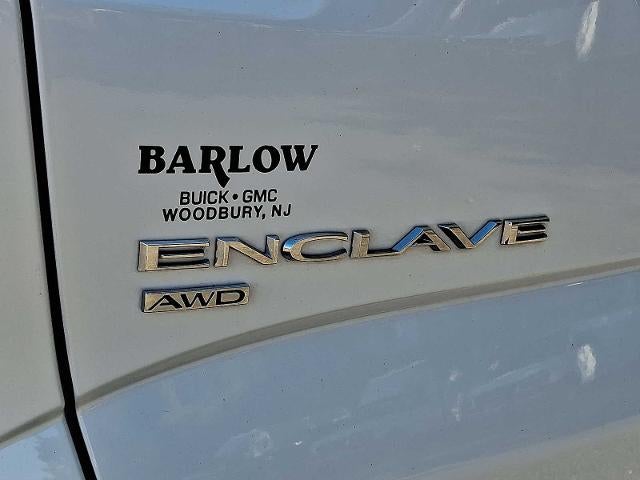 BARLOW
BUICK • GMC
WOODBURY, NJ
ENCLAVE
AWD